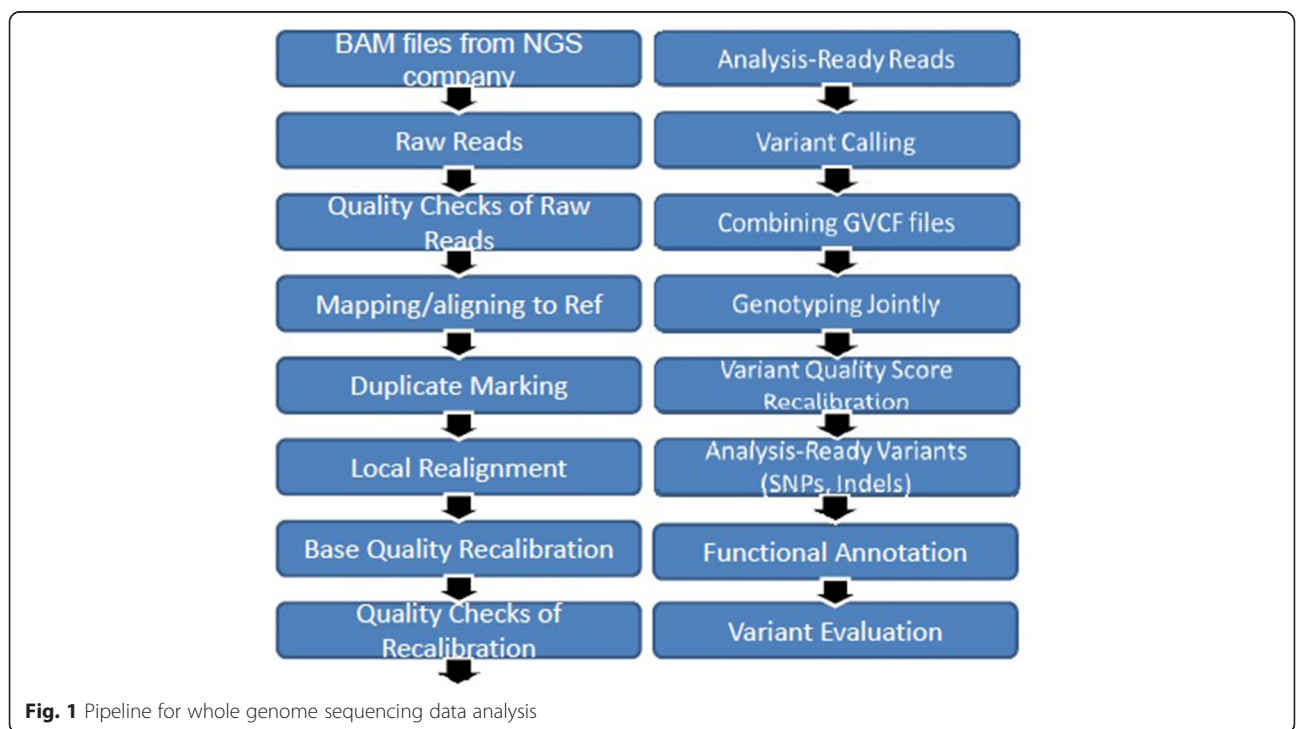 BAM files from NGS
company
Raw Reads
Quality Checks of Raw
Reads
Mapping/aligning to Ref
Duplicate Marking
Local Realignment
Base Quality Recalibration
Quality Checks of
Recalibration
Analysis-Ready Reads
Variant Calling
Combining GVCF files
Genotyping Jointly
Variant Quality Score
Recalibration
Analysis-Ready Variants
(SNPs, Indels)
Functional Annotation
Variant Evaluation
Fig. 1 Pipeline for whole genome sequencing data analysis